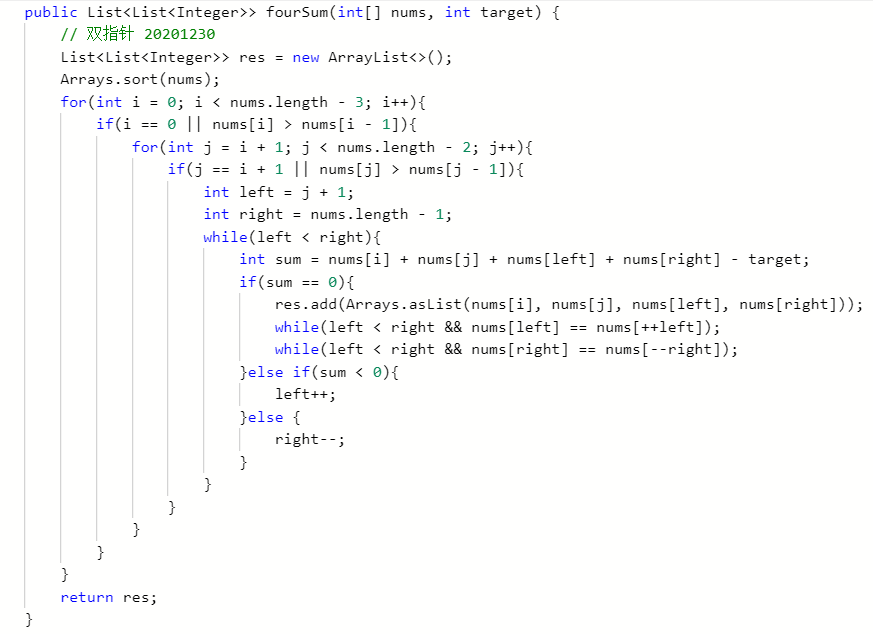 public List<List<Integer>> fourSum(int[] nums, int target) {
    // 双指针 20201230
    List<List<Integer>> res = new ArrayList<>();
    Arrays.sort(nums);
    for(int i = 0; i < nums.length - 3; i++){
        if(i == 0 || nums[i] > nums[i - 1]){
            for(int j = i + 1; j < nums.length - 2; j++){
                if(j == i + 1 || nums[j] > nums[j - 1]){
                    int left = j + 1;
                    int right = nums.length - 1;
                    while(left < right){
                        int sum = nums[i] + nums[j] + nums[left] + nums[right] - target;
                        if(sum == 0){
                            res.add(Arrays.asList(nums[i], nums[j], nums[left], nums[right]));
                            while(left < right && nums[left] == nums[++left]);
                            while(left < right && nums[right] == nums[--right]);
                        }else if(sum < 0){
                            left++;
                        }else {
                            right--;
                        }
                    }
                }
            }
        }
    }
    return res;
}